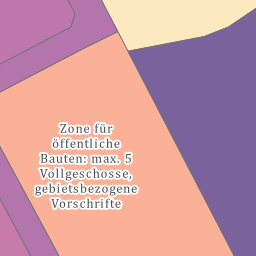 Zone für
öffentliche
Bauten: max. 5
Vollgeschosse,
gebietsbezogene
Vorschrifte